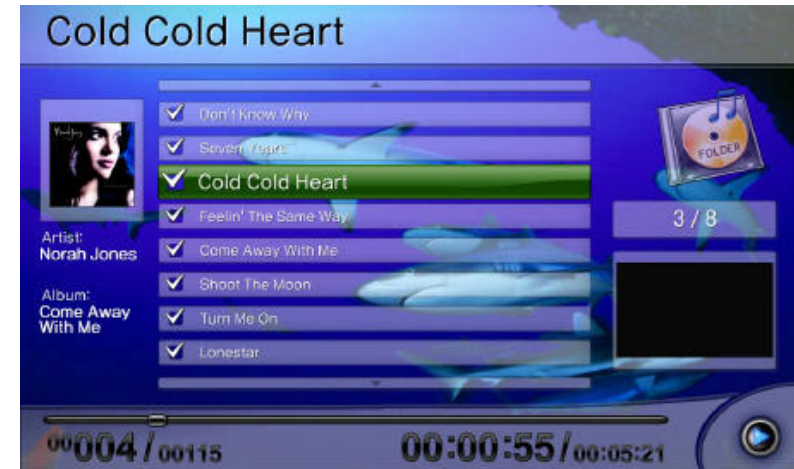 Cold Cold Heart
Norah Jones
Don't Know Why
Seven Years
Cold Cold Heart
Feelin' The Same Way
Come Away With Me
Shoot The Moon
Turn Me On
Lonestar
Artist:
Norah Jones
Album:
Come Away
With Me
FOLDER
3 / 8
00004 / 00115
00:00:55 / 00:05:21